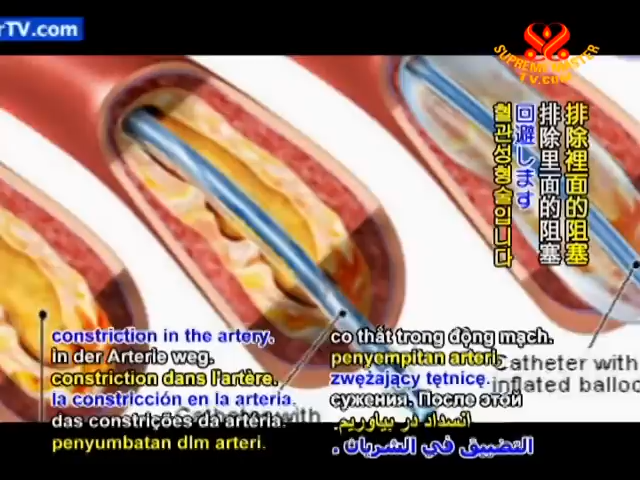 rTV.com
SUPREME MASTER
TV.COM
排除裡面的阻塞
排除里面的阻塞
回避します
혈관성형술입니다
constriction in the artery.
in der Arterie weg.
constriction dans l'artère.
la constricción en la arteria.
das constrições da artéria.
penyumbatan dlm arteri.
co thắt trong động mạch.
penyempitan arteri.
zwężający tętnicę.
сужения. После этой
انسداد در بیاوریم.
التضييق في الشريان .
Catheter with
inflated balloo
Catheter with